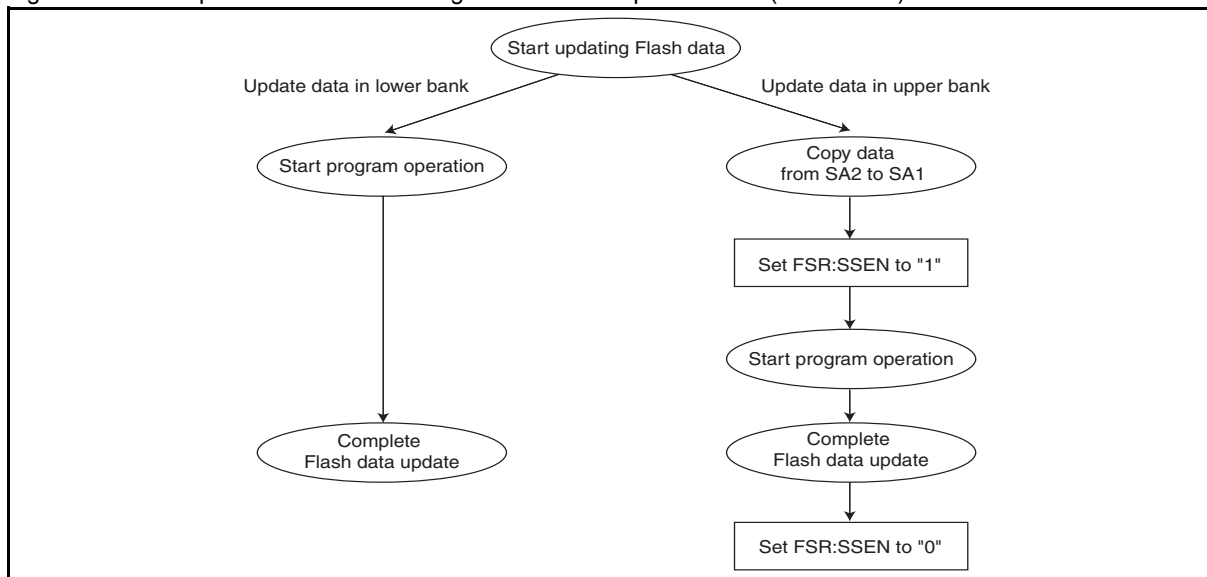 Start updating Flash data
Update data in lower bank
Update data in upper bank
Start program operation
Copy data
from SA2 to SA1
Set FSR:SSEN to "1"
Start program operation
Complete
Flash data update
Complete
Flash data update
Set FSR:SSEN to "0"